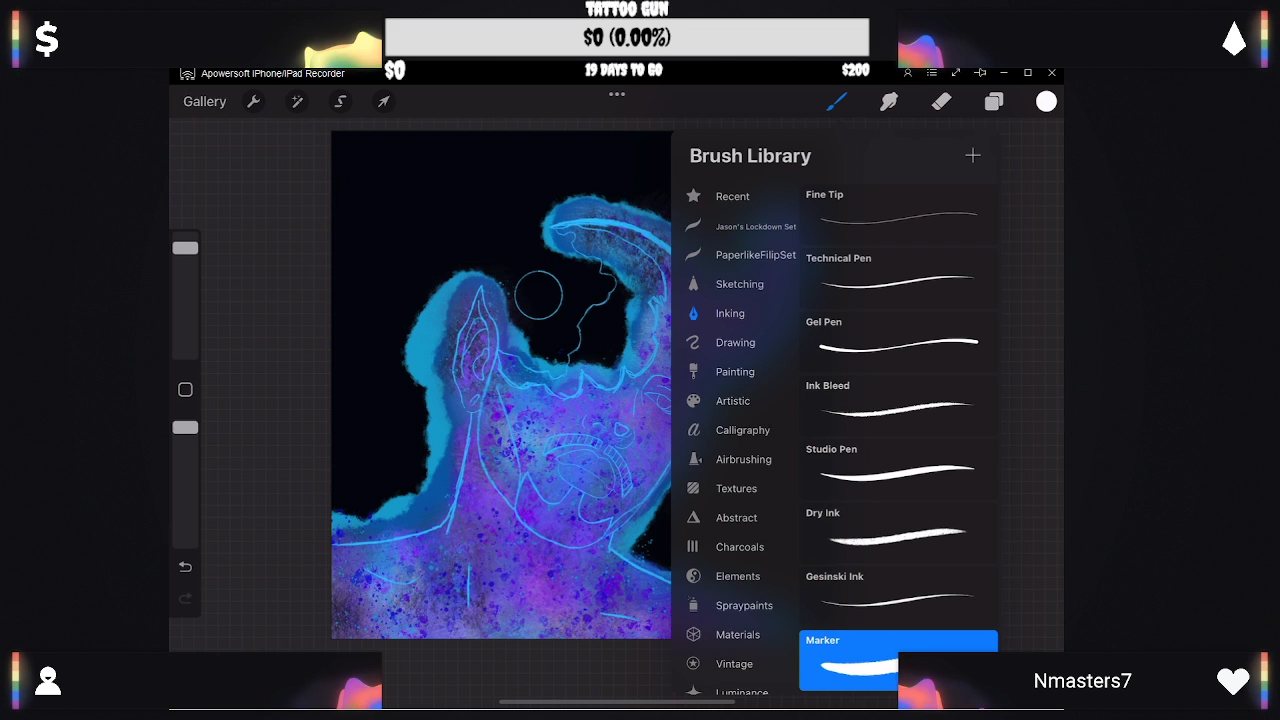 TATTOO GUN
$0 (0.00%)
$0
19 DAYS TO GO
$200
Apowersoft iPhone/iPad Recorder
Gallery
Brush Library
Recent
Jason's Lockdown Set
PaperlikeFilipSet
Sketching
Inking
Drawing
Painting
Artistic
Calligraphy
Airbrushing
Textures
Abstract
Charcoals
Elements
Spraypaints
Materials
Vintage
Luminance
Fine Tip
Technical Pen
Gel Pen
Ink Bleed
Studio Pen
Dry Ink
Gesinski Ink
Marker
$
Nmasters7